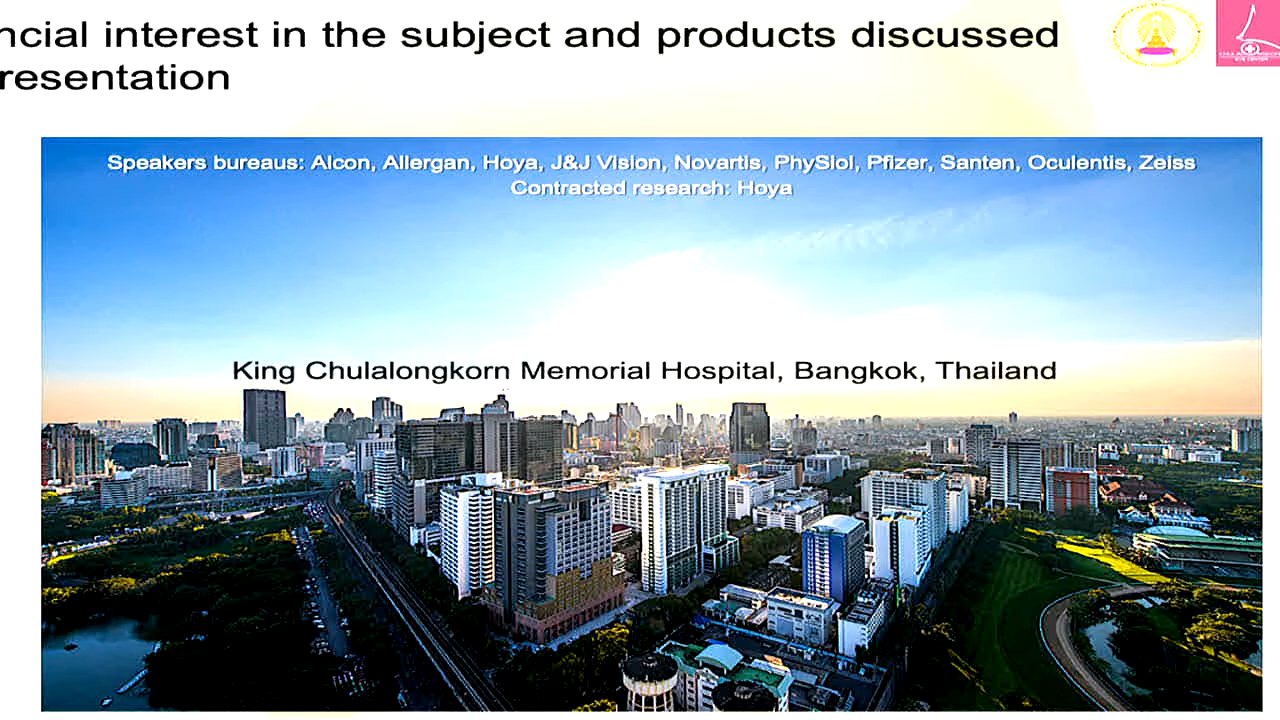 ncial interest in the subject and products discussed
resentation
Speakers bureaus: Alcon, Allergan, Hoya, J&J Vision, Novartis, PhySiol, Pfizer, Santen, Oculentis, Zeiss
Contracted research: Hoya
King Chulalongkorn Memorial Hospital, Bangkok, Thailand